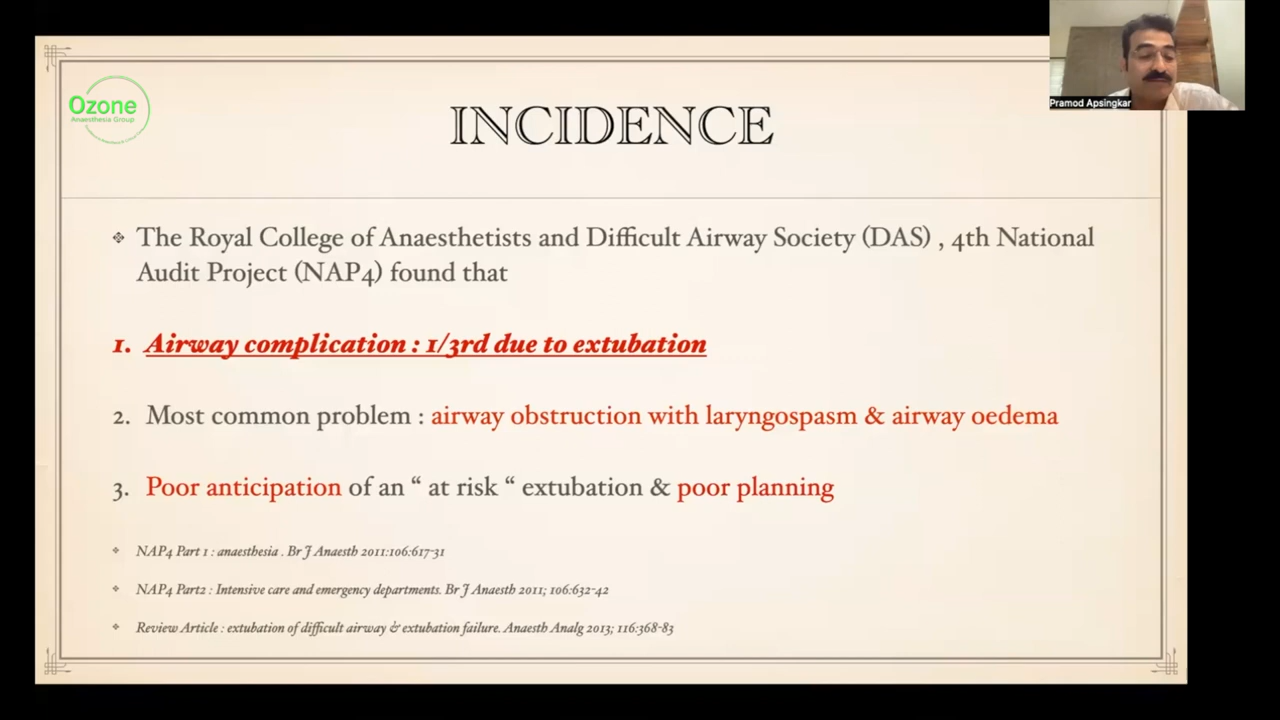 Ozone
Anaesthesia Group
INCIDENCE
Pramod Apsingkar
❖ The Royal College of Anaesthetists and Difficult Airway Society (DAS) , 4th National
Audit Project (NAP4) found that
1. Airway complication : 1/3rd due to extubation
2. Most common problem : airway obstruction with laryngospasm & airway oedema
3. Poor anticipation of an “ at risk “ extubation & poor planning
❖ NAP4 Part 1 : anaesthesia . Br J Anaesth 2011:106:617-31
❖ NAP4 Part2 : Intensive care and emergency departments. Br J Anaesth 2011; 106:632-42
❖ Review Article : extubation of difficult airway & extubation failure. Anaesth Analg 2013; 116:368-83